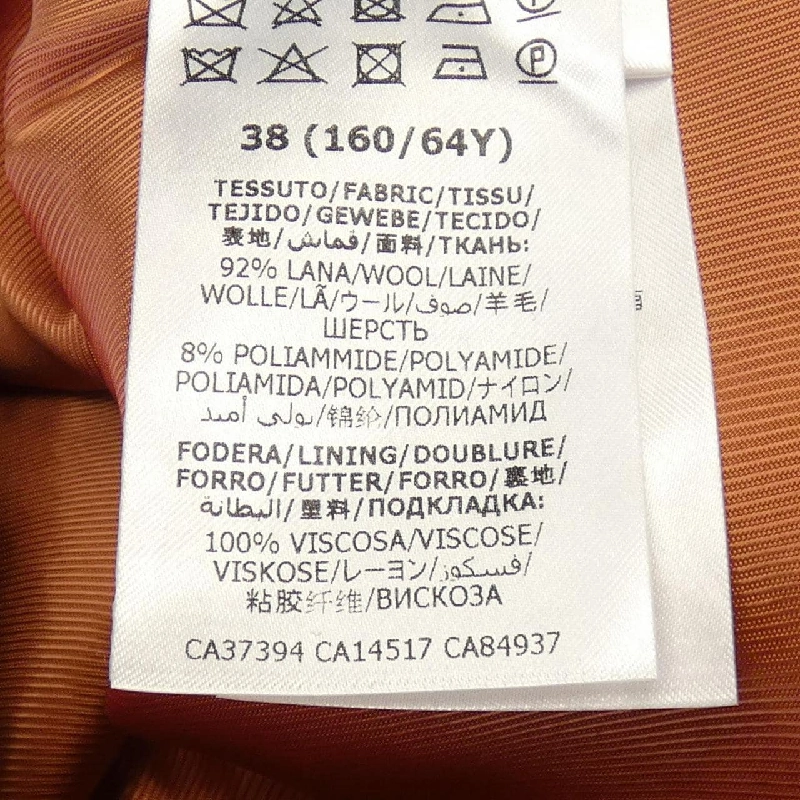 38 (160/64Y)
TESSUTO/FABRIC/TISSU/
TEJIDO/GEWEBE/TECIDO/
表地/قماش/面料/ТКАНЬ:
92% LANA/WOOL/LAINE/
WOLLE/LÃ/ウール/صوف/羊毛/
ШЕРСТЬ
8% POLIAMMIDE/POLYAMIDE/
POLIAMIDA/POLYAMID/ナイロン/
بولي أميد/锦纶/ПОЛИАМИД
FODERA/LINING/DOUBLURE/
FORRO/FUTTER/FORRO/裏地/
البطانة/里料/ПОДКЛАДКА:
100% VISCOSA/VISCOSE/
VISKOSE/レーヨン/فسكوز/
粘胶纤维/ВИСКОЗА
CA37394 CA14517 CA84937